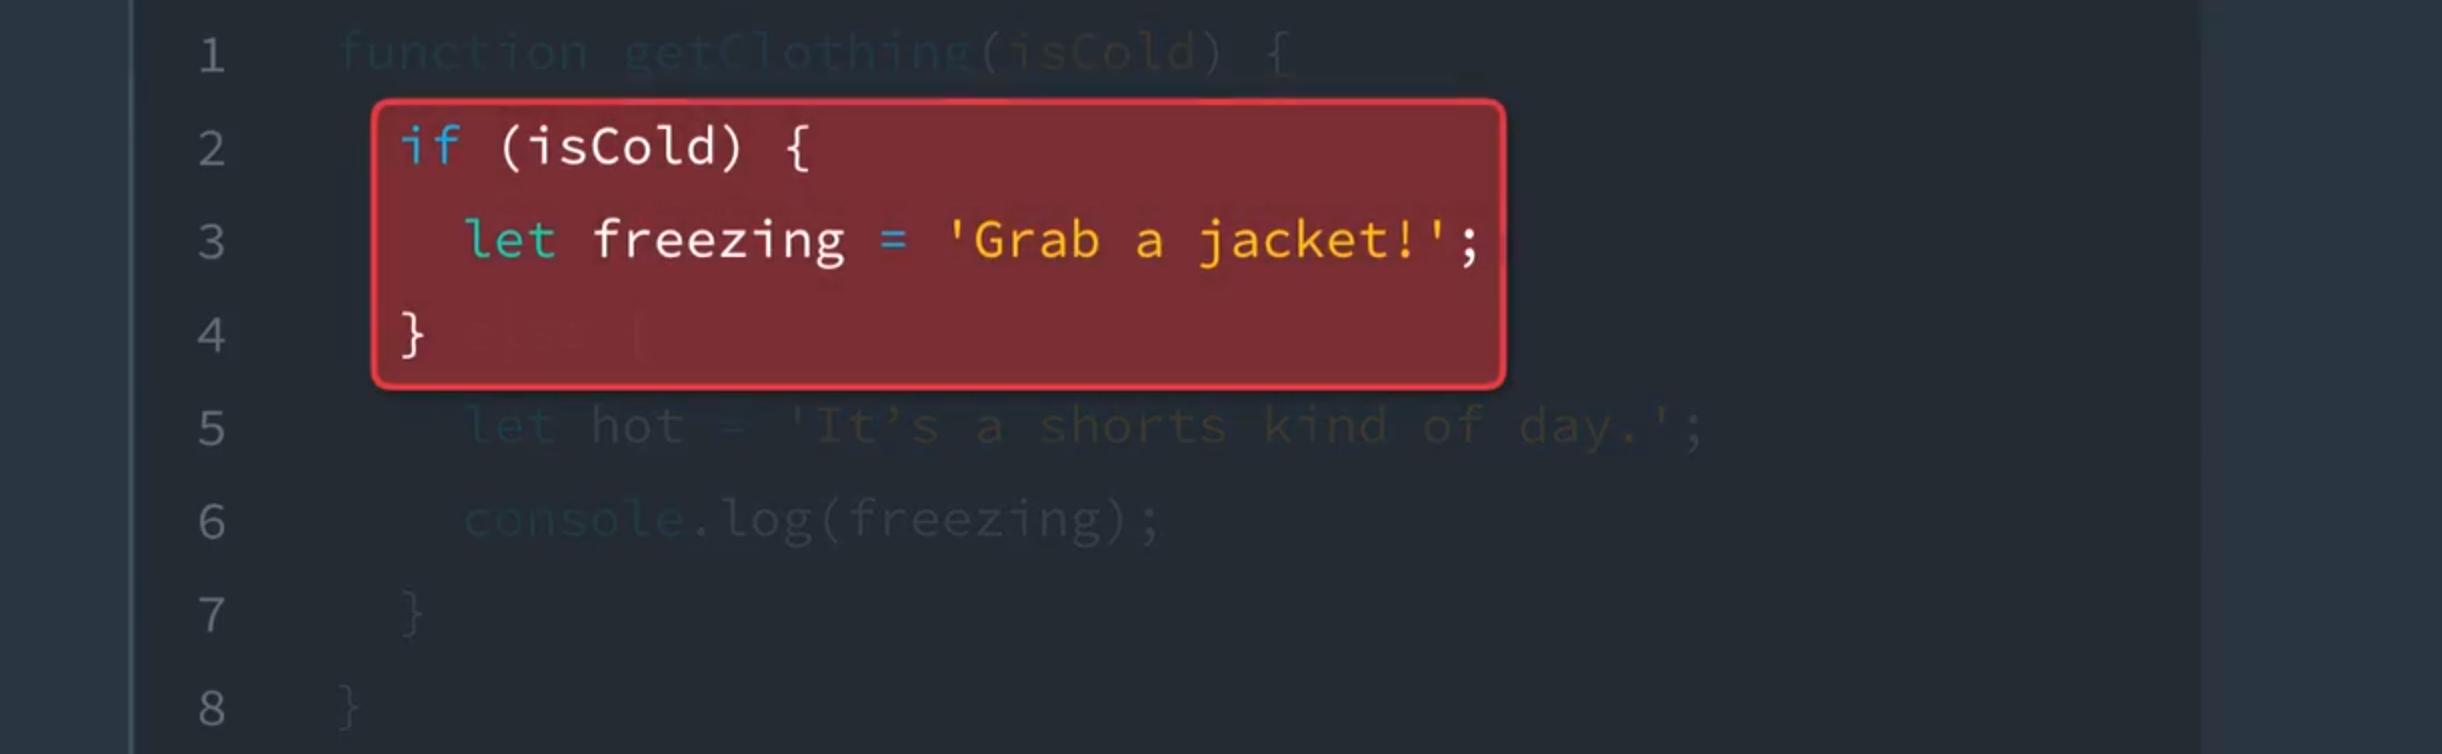 1 function getClothing(isCold) {
2 if (isCold) {
3 let freezing = 'Grab a jacket!';
4 } else {
5 let hot = 'It’s a shorts kind of day.';
6 console.log(freezing);
7 }
8 }